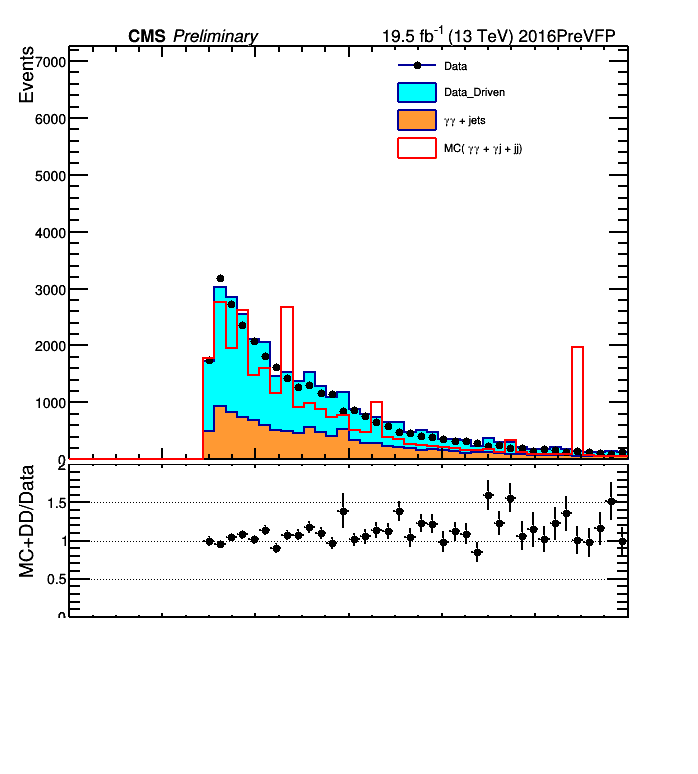 CMS Preliminary 19.5 fb⁻¹ (13 TeV) 2016PreVFP
Events
7000
6000
5000
4000
3000
2000
1000
0
Data
Data_Driven
γγ + jets
MC( γγ + γj + jj)
MC+DD/Data
2
1.5
1
0.5
0